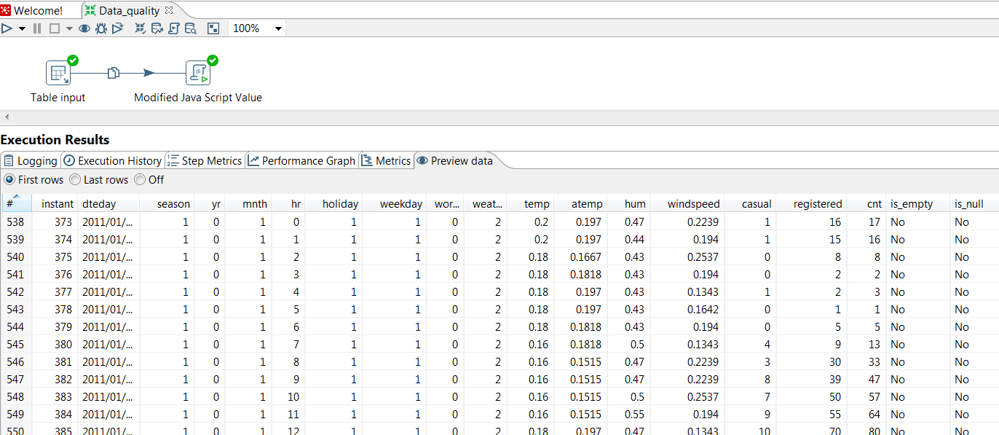 Welcome! Data_quality
100%
Table input Modified Java Script Value
Execution Results
Logging Execution History Step Metrics Performance Graph Metrics Preview data
First rows Last rows Off
# instant dteday season yr mnth hr holiday weekday wor... weat... temp atemp hum windspeed casual registered cnt is_empty is_null
538 373 2011/01/... 1 0 1 0 1 1 0 2 0.2 0.197 0.47 0.2239 1 16 17 No No
539 374 2011/01/... 1 0 1 1 1 1 0 2 0.2 0.197 0.44 0.194 1 15 16 No No
540 375 2011/01/... 1 0 1 2 1 1 0 2 0.18 0.1667 0.43 0.2537 0 8 8 No No
541 376 2011/01/... 1 0 1 3 1 1 0 2 0.18 0.1818 0.43 0.194 0 2 2 No No
542 377 2011/01/... 1 0 1 4 1 1 0 2 0.18 0.197 0.43 0.1343 1 2 3 No No
543 378 2011/01/... 1 0 1 5 1 1 0 2 0.18 0.197 0.43 0.1642 0 1 1 No No
544 379 2011/01/... 1 0 1 6 1 1 0 2 0.18 0.1818 0.43 0.194 0 5 5 No No
545 380 2011/01/... 1 0 1 7 1 1 0 2 0.16 0.1818 0.5 0.1343 4 9 13 No No
546 381 2011/01/... 1 0 1 8 1 1 0 2 0.16 0.1515 0.47 0.2239 3 30 33 No No
547 382 2011/01/... 1 0 1 9 1 1 0 2 0.16 0.1515 0.47 0.2239 8 39 47 No No
548 383 2011/01/... 1 0 1 10 1 1 0 2 0.16 0.1515 0.5 0.2537 7 50 57 No No
549 384 2011/01/... 1 0 1 11 1 1 0 2 0.16 0.1515 0.55 0.194 9 55 64 No No
550 385 2011/01/... 1 0 1 12 1 1 0 2 0.18 0.197 0.47 0.1343 10 70 80 No No